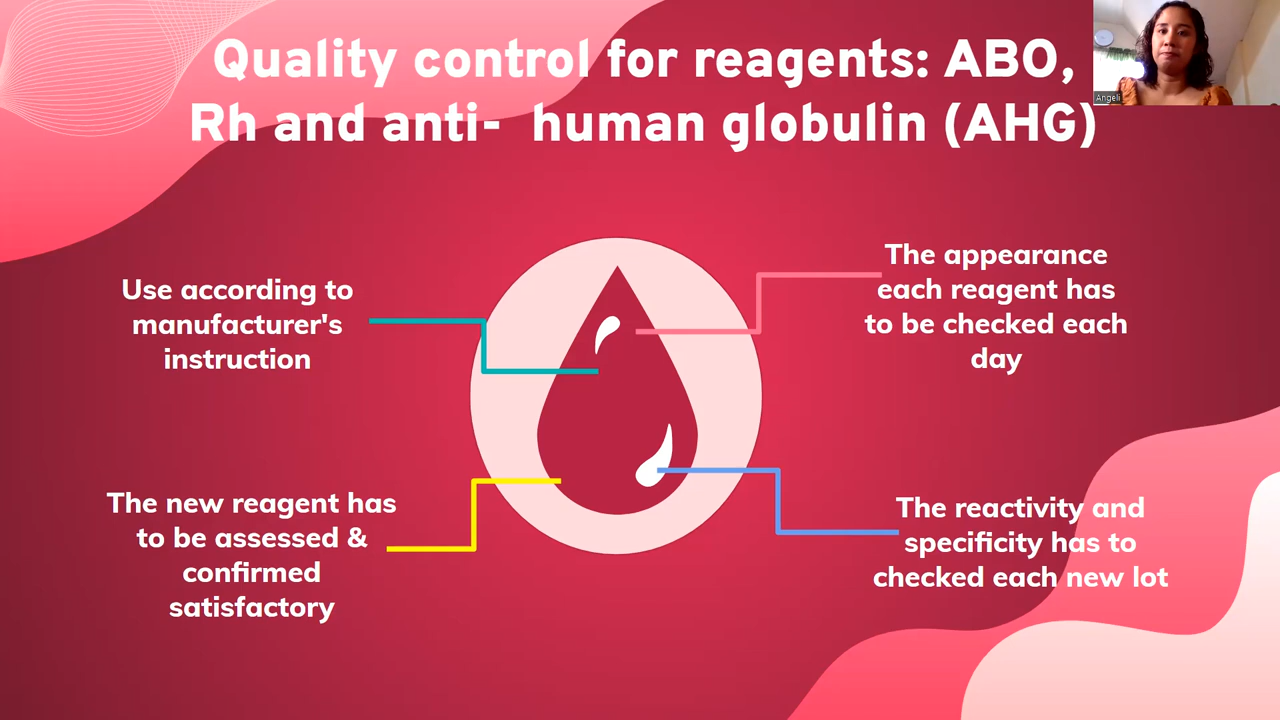 Quality control for reagents: ABO,
Rh and anti- human globulin (AHG)
Angeli
Use according to
manufacturer's
instruction
The appearance
each reagent has
to be checked each
day
The new reagent has
to be assessed &
confirmed
satisfactory
The reactivity and
specificity has to
checked each new lot